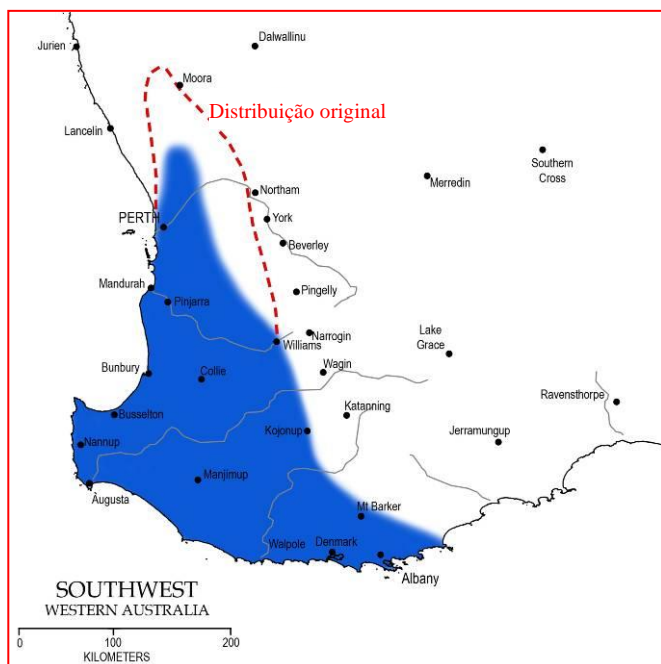 Dalwallinu
Jurien
Moora
Distribuição original
Lancelin
Southern
Cross
Merredin
Northam
York
PERTH
Beverley
Mandurah
Pingelly
Pinjarra
Narrogin
Williams
Lake
Grace
Bunbury
Collie
Wagin
Ravensthorpe
Busselton
Katanning
Kojonup
Jerramungup
Nannup
Manjimup
Augusta
Mt Barker
Walpole
Denmark
Albany
SOUTHWEST
WESTERN AUSTRALIA
0 100 200
KILOMETERS